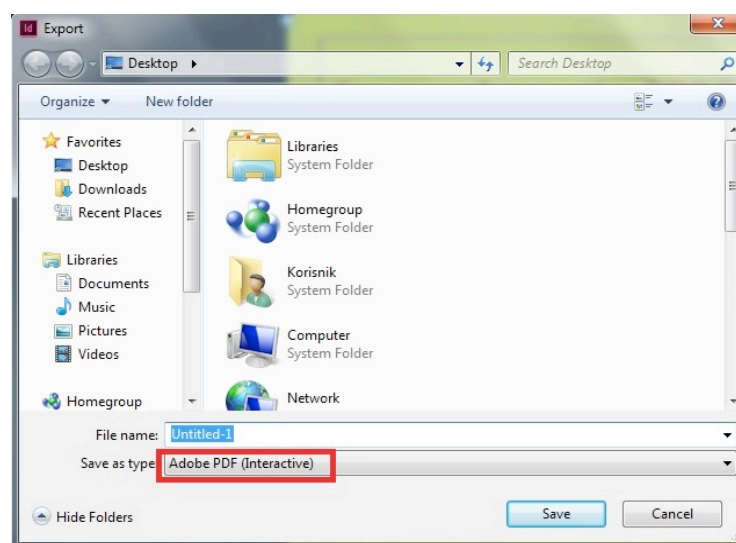 Id Export
Desktop
Search Desktop
Organize
New folder
Favorites
Desktop
Downloads
Recent Places
Libraries
Documents
Music
Pictures
Videos
Homegroup
Libraries
System Folder
Homegroup
System Folder
Korisnik
System Folder
Computer
System Folder
Network
File name: Untitled-1
Save as type: Adobe PDF (Interactive)
Hide Folders
Save
Cancel